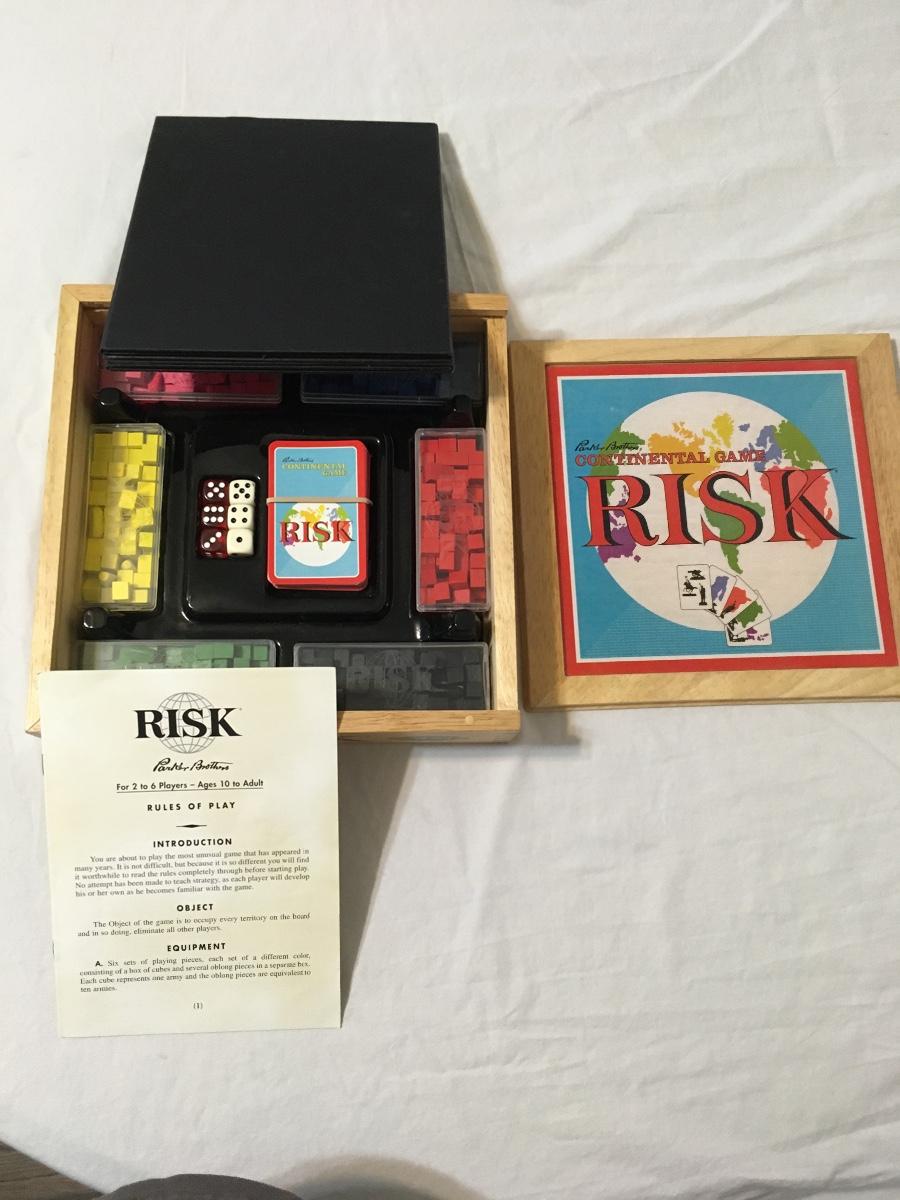 Parker Brothers
CONTINENTAL
GAME
RISK
Parker Brothers
CONTINENTAL GAME
RISK
RISK
RISK
Parker Brothers
For 2 to 6 Players – Ages 10 to Adult
RULES OF PLAY
INTRODUCTION
You are about to play the most unusual game that has appeared in
many years. It is not difficult, but because it is so different you will find
it worthwhile to read the rules completely through before starting play.
No attempt has been made to teach strategy, as each player will develop
his or her own as he becomes familiar with the game.
OBJECT
The Object of the game is to occupy every territory on the board
and in so doing, eliminate all other players.
EQUIPMENT
A. Six sets of playing pieces, each set of a different color,
consisting of a box of cubes and several oblong pieces in a separate box.
Each cube represents one army and the oblong pieces are equivalent to
ten armies.
(1)